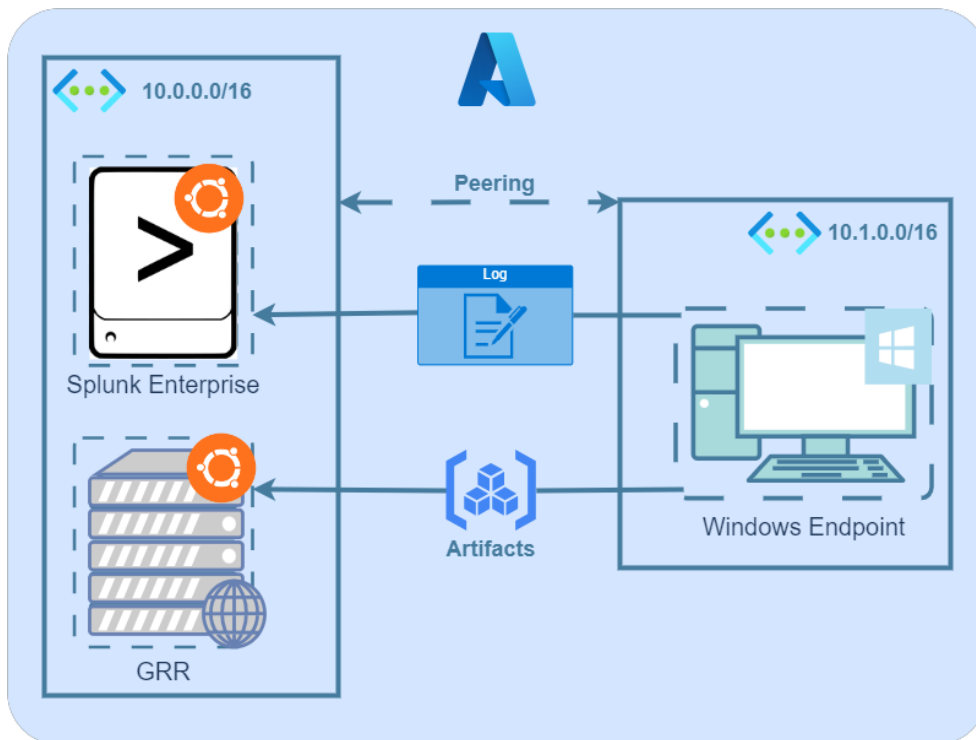 10.0.0.0/16
Peering
10.1.0.0/16
Log
>
Splunk Enterprise
Windows Endpoint
Artifacts
GRR